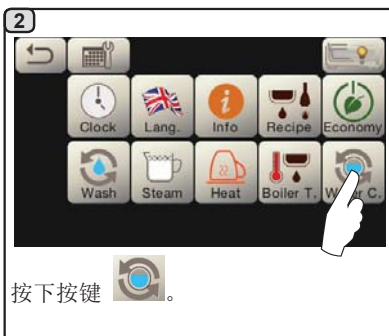 2
Clock Lang. Info Recipe Economy
Wash Steam Heat Boiler T. W r C.
按下按键 。